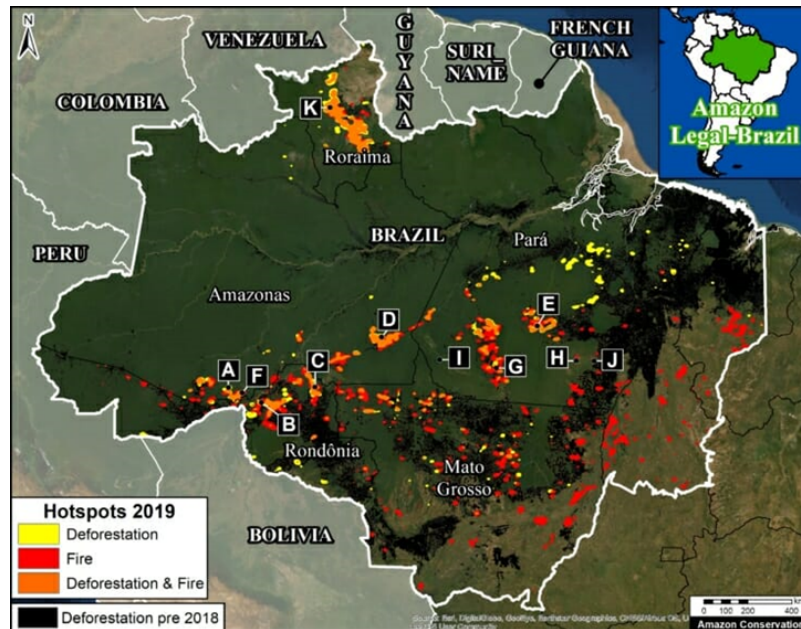 N
VENEZUELA
GUYANA
SURI_
NAME
FRENCH
GUIANA
COLOMBIA
Amazon
Legal-Brazil
K
Roraima
PERU
BRAZIL
Pará
Amazonas
D
E
A
F
C
I
G
H
J
B
Rondônia
Mato
Grosso
BOLIVIA
Hotspots 2019
Deforestation
Fire
Deforestation & Fire
Deforestation pre 2018
0 100 200 400
Amazon Conservation